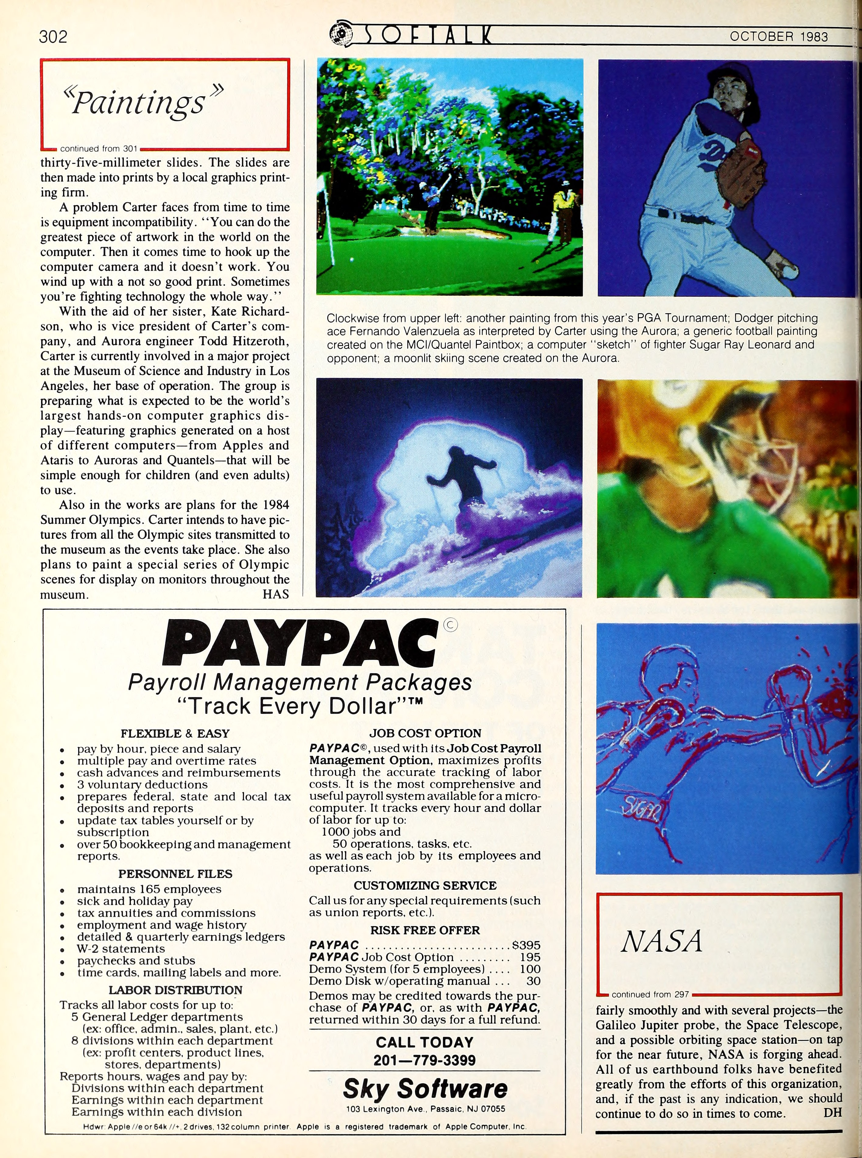 302
SOFTALK
OCTOBER 1983
«Paintings»
continued from 301
thirty-five-millimeter slides. The slides are
then made into prints by a local graphics print-
ing firm.
A problem Carter faces from time to time
is equipment incompatibility. ‘‘You can do the
greatest piece of artwork in the world on the
computer. Then it comes time to hook up the
computer camera and it doesn't work. You
wind up with a not so good print. Sometimes
you're fighting technology the whole way.’’
With the aid of her sister, Kate Richard-
son, who is vice president of Carter's com-
pany, and Aurora engineer Todd Hitzeroth,
Carter is currently involved in a major project
at the Museum of Science and Industry in Los
Angeles, her base of operation. The group is
preparing what is expected to be the world's
largest hands-on computer graphics dis-
play—featuring graphics generated on a host
of different computers—from Apples and
Ataris to Auroras and Quantels—that will be
simple enough for children (and even adults)
to use.
Also in the works are plans for the 1984
Summer Olympics. Carter intends to have pic-
tures from all the Olympic sites transmitted to
the museum as the events take place. She also
plans to paint a special series of Olympic
scenes for display on monitors throughout the
museum. HAS
Clockwise from upper left: another painting from this year's PGA Tournament; Dodger pitching
ace Fernando Valenzuela as interpreted by Carter using the Aurora; a generic football painting
created on the MCI/Quantel Paintbox; a computer “sketch” of fighter Sugar Ray Leonard and
opponent; a moonlit skiing scene created on the Aurora.
SUGAR
PAYPAC©
Payroll Management Packages
“Track Every Dollar”™
FLEXIBLE & EASY
• pay by hour, piece and salary
• multiple pay and overtime rates
• cash advances and reimbursements
• 3 voluntary deductions
• prepares federal, state and local tax
deposits and reports
• update tax tables yourself or by
subscription
• over 50 bookkeeping and management
reports.
PERSONNEL FILES
• maintains 165 employees
• sick and holiday pay
• tax annuities and commissions
• employment and wage history
• detailed & quarterly earnings ledgers
• W-2 statements
• paychecks and stubs
• time cards, mailing labels and more.
LABOR DISTRIBUTION
Tracks all labor costs for up to:
5 General Ledger departments
(ex: office, admin., sales, plant, etc.)
8 divisions within each department
(ex: profit centers, product lines,
stores, departments)
Reports hours, wages and pay by:
Divisions within each department
Earnings within each department
Earnings within each division
JOB COST OPTION
PAYPAC©, used with its Job Cost Payroll
Management Option, maximizes profits
through the accurate tracking of labor
costs. It is the most comprehensive and
useful payroll system available for a micro-
computer. It tracks every hour and dollar
of labor for up to:
1000 jobs and
50 operations, tasks, etc.
as well as each job by its employees and
operations.
CUSTOMIZING SERVICE
Call us for any special requirements (such
as union reports, etc.).
RISK FREE OFFER
PAYPAC ........................ $395
PAYPAC Job Cost Option ......... 195
Demo System (for 5 employees) .... 100
Demo Disk w/operating manual ... 30
Demos may be credited towards the pur-
chase of PAYPAC, or, as with PAYPAC,
returned within 30 days for a full refund.
CALL TODAY
201—779-3399
Sky Software
103 Lexington Ave., Passaic, NJ 07055
Hdwr: Apple //e or 64k //+, 2 drives, 132 column printer. Apple is a registered trademark of Apple Computer, Inc.
NASA
continued from 297
fairly smoothly and with several projects—the
Galileo Jupiter probe, the Space Telescope,
and a possible orbiting space station—on tap
for the near future, NASA is forging ahead.
All of us earthbound folks have benefited
greatly from the efforts of this organization,
and, if the past is any indication, we should
continue to do so in times to come. DH